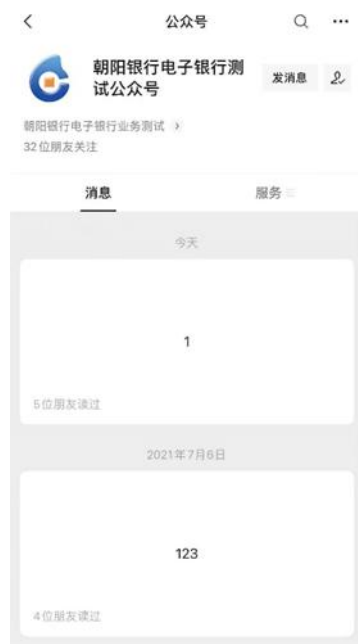 公众号
朝阳银行电子银行测
试公众号
发消息
朝阳银行电子银行业务测试
32位朋友关注
消息
服务
今天
1
5位朋友读过
2021年7月6日
123
4位朋友读过